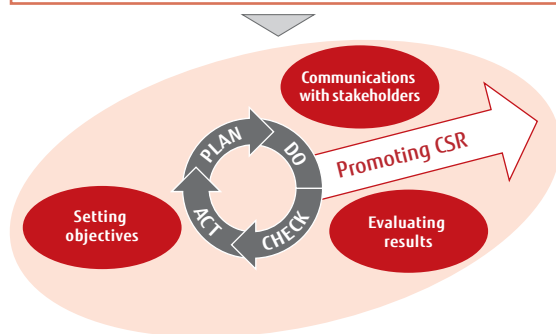 Communications
with stakeholders
PLAN
DO
CHECK
ACT
Promoting CSR
Setting
objectives
Evaluating
results